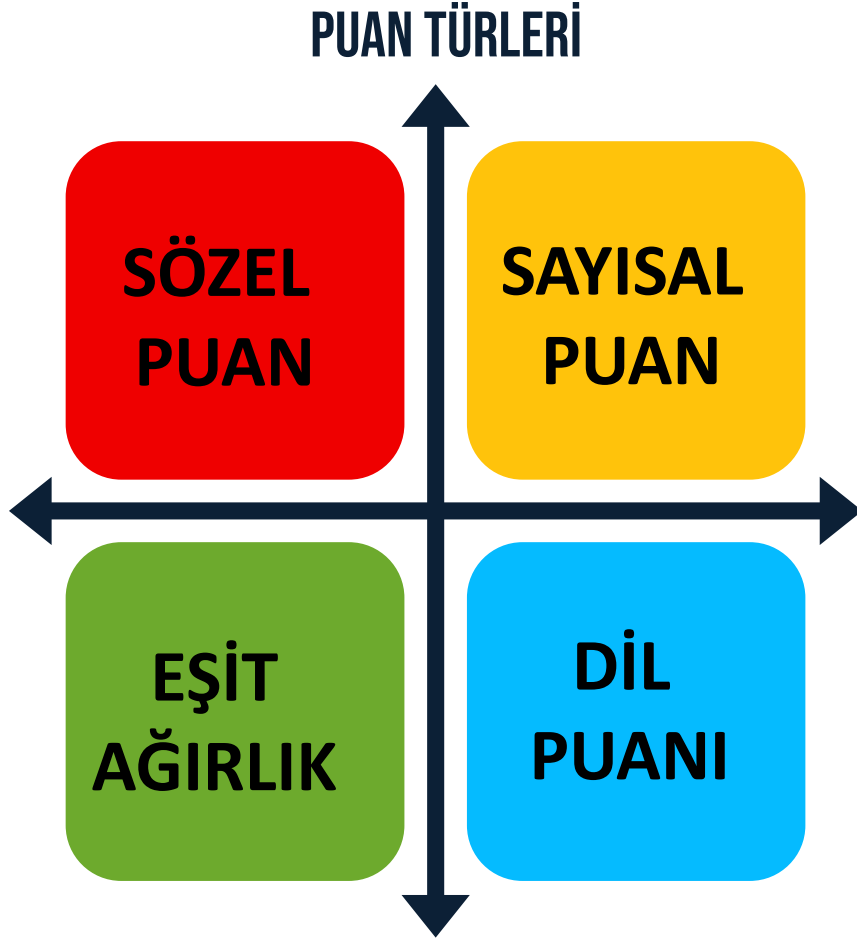 PUAN TÜRLERİ
SÖZEL
PUAN
SAYISAL
PUAN
EŞİT
AĞIRLIK
DİL
PUANI